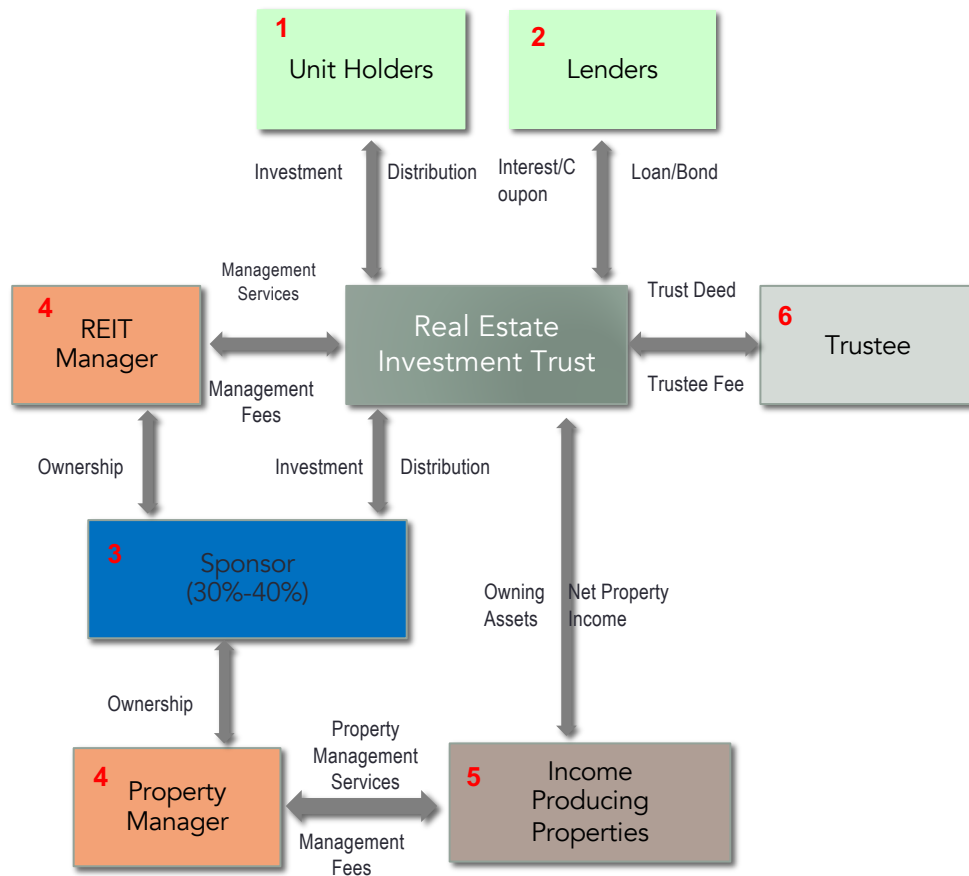 1
Unit Holders
2
Lenders
Investment
Distribution
Interest/C
oupon
Loan/Bond
Management
Services
4
REIT
Manager
Real Estate
Investment Trust
Trust Deed
6
Trustee
Management
Fees
Trustee Fee
Ownership
Investment
Distribution
3
Sponsor
(30%-40%)
Owning
Assets
Net Property
Income
Ownership
Property
Management
Services
4
Property
Manager
5
Income
Producing
Properties
Management
Fees